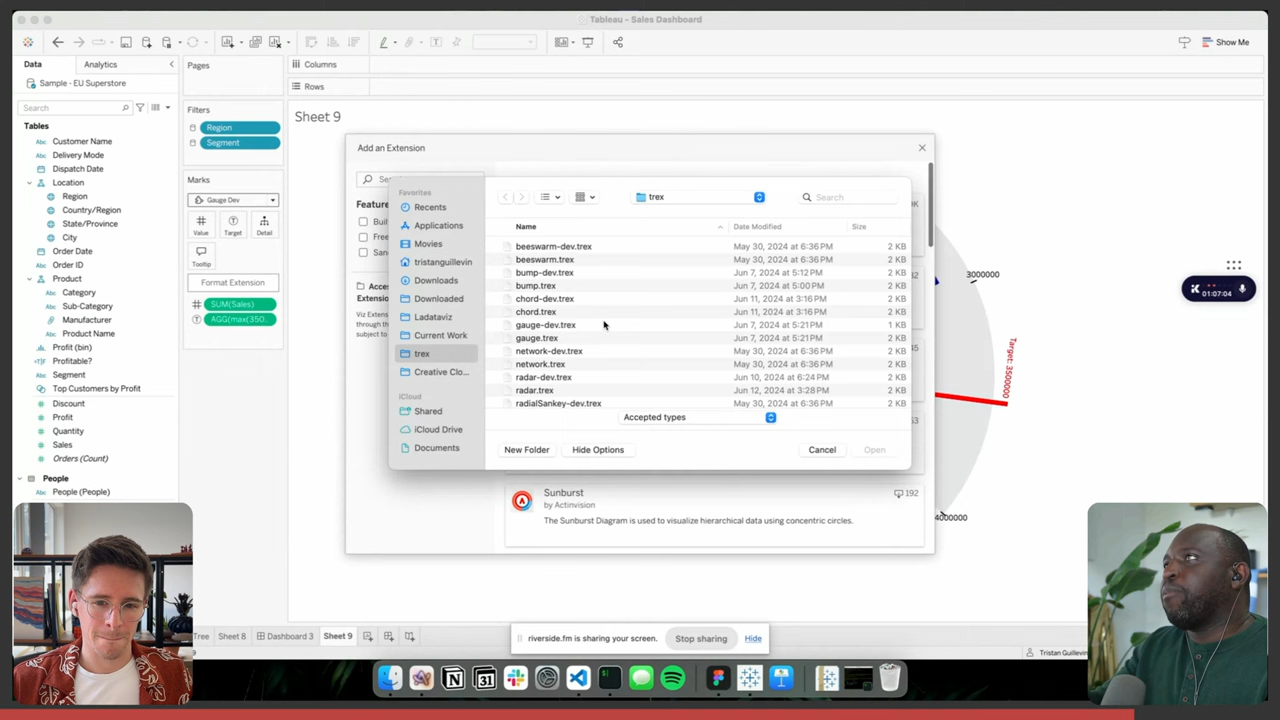 Tableau - Sales Dashboard
Show Me
Data
Analytics
Pages
Columns
Sample - EU Superstore
Rows
Search
Filters
Sheet 9
Tables
Region
Abc Customer Name
Segment
Abc Delivery Mode
Dispatch Date
Location
Marks
Region
Gauge Dev
Country/Region
State/Province
Value
Target
Detail
City
Order Date
Tooltip
Abc Order ID
Product
Format Extension
Abc Category
Abc Sub-Category
SUM(Sales)
Manufacturer
AGG(max(350..
Abc Product Name
Profit (bin)
Profitable?
Abc Segment
Top Customers by Profit
Discount
Profit
Quantity
Sales
Orders (Count)
People
Abc People (People)
Add an Extension
Favorites
Recents
Applications
Movies
tristanguillevin
Downloads
Downloaded
Ladataviz
Current Work
trex
Creative Clo...
iCloud
Shared
iCloud Drive
Documents
trex
Search
Name
Date Modified
Size
beeswarm-dev.trex May 30, 2024 at 6:36 PM 2 KB
beeswarm.trex May 30, 2024 at 6:36 PM 2 KB
bump-dev.trex Jun 7, 2024 at 5:12 PM 2 KB
bump.trex Jun 7, 2024 at 5:00 PM 2 KB
chord-dev.trex Jun 11, 2024 at 3:16 PM 2 KB
chord.trex Jun 11, 2024 at 3:16 PM 2 KB
gauge-dev.trex Jun 7, 2024 at 5:21 PM 1 KB
gauge.trex Jun 7, 2024 at 5:21 PM 2 KB
network-dev.trex May 30, 2024 at 6:36 PM 2 KB
network.trex May 30, 2024 at 6:36 PM 2 KB
radar-dev.trex Jun 10, 2024 at 6:24 PM 2 KB
radar.trex Jun 12, 2024 at 3:28 PM 2 KB
radialSankey-dev.trex May 30, 2024 at 6:36 PM 2 KB
Accepted types
New Folder
Hide Options
Cancel
Open
Sunburst
192
by Actinvision
The Sunburst Diagram is used to visualize hierarchical data using concentric circles.
3000000
Target: 3500000
4000000
01:07:04
Tree
Sheet 8
Dashboard 3
Sheet 9
riverside.fm is sharing your screen.
Stop sharing
Hide
31